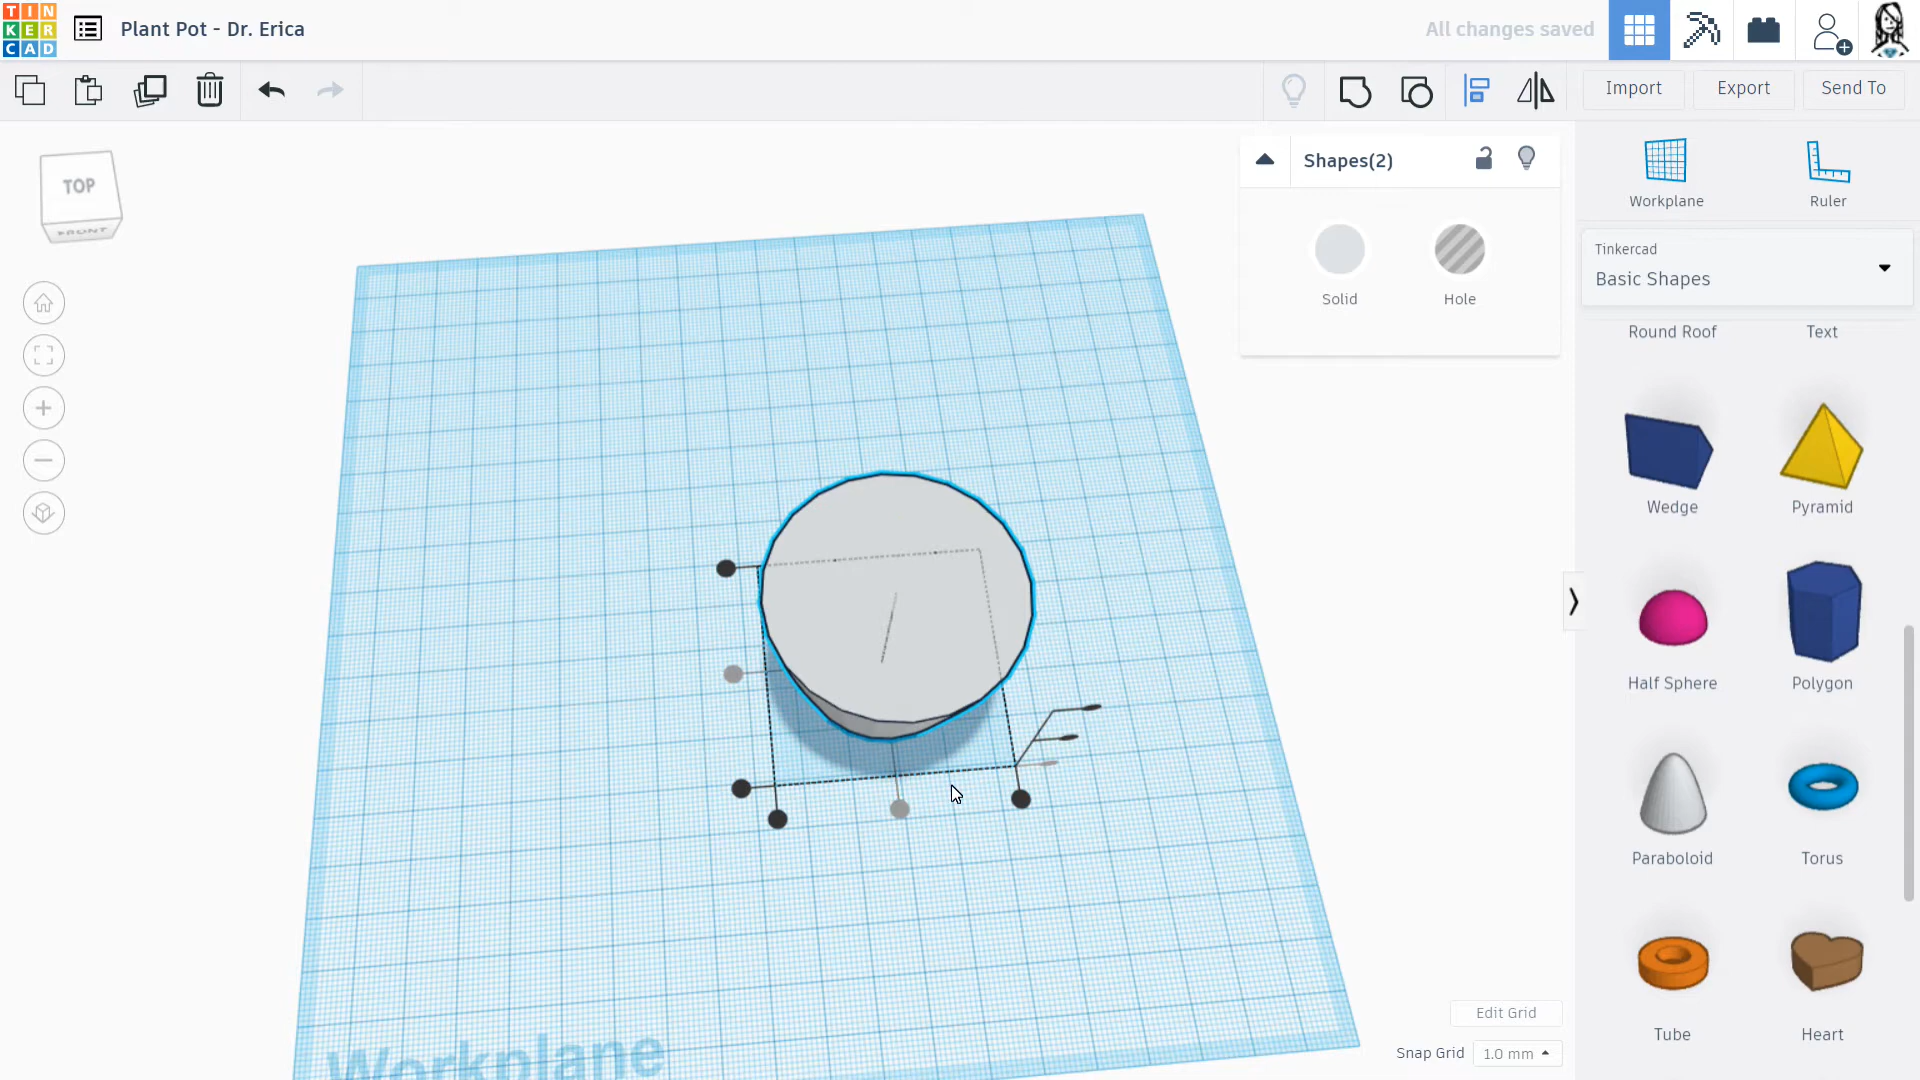 TIN
KER
CAD
Plant Pot - Dr. Erica
All changes saved
Import
Export
Send To
TOP
FRONT
Shapes(2)
Solid
Hole
Workplane
Ruler
Tinkercad
Basic Shapes
Round Roof
Text
Wedge
Pyramid
Half Sphere
Polygon
Paraboloid
Torus
Tube
Heart
Edit Grid
Snap Grid
1.0 mm
Workplane